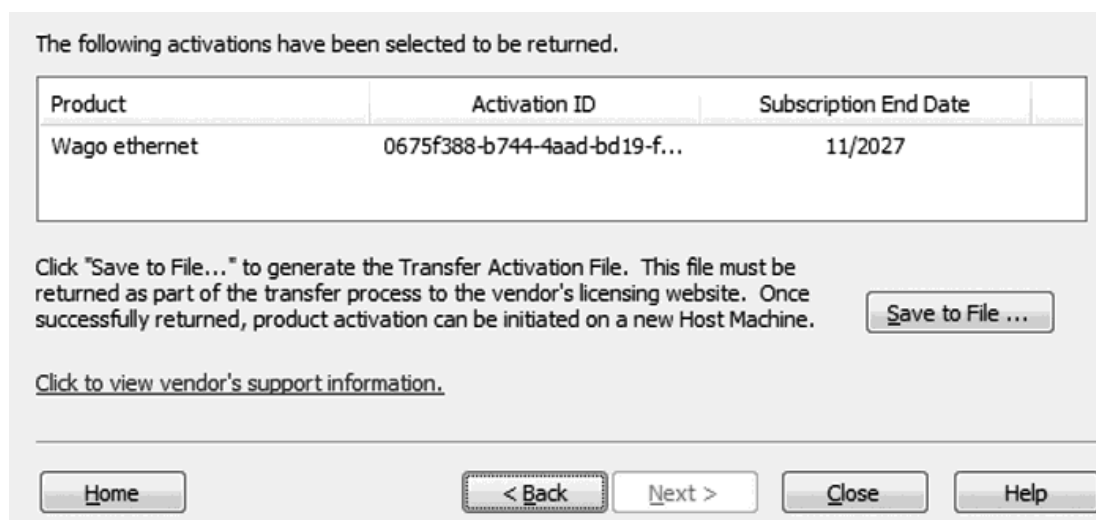 The following activations have been selected to be returned.
Product Activation ID Subscription End Date
Wago ethernet 0675f388-b744-4aad-bd19-f... 11/2027
Click "Save to File..." to generate the Transfer Activation File. This file must be
returned as part of the transfer process to the vendor's licensing website. Once
successfully returned, product activation can be initiated on a new Host Machine.
Save to File ...
Click to view vendor's support information.
Home < Back Next > Close Help